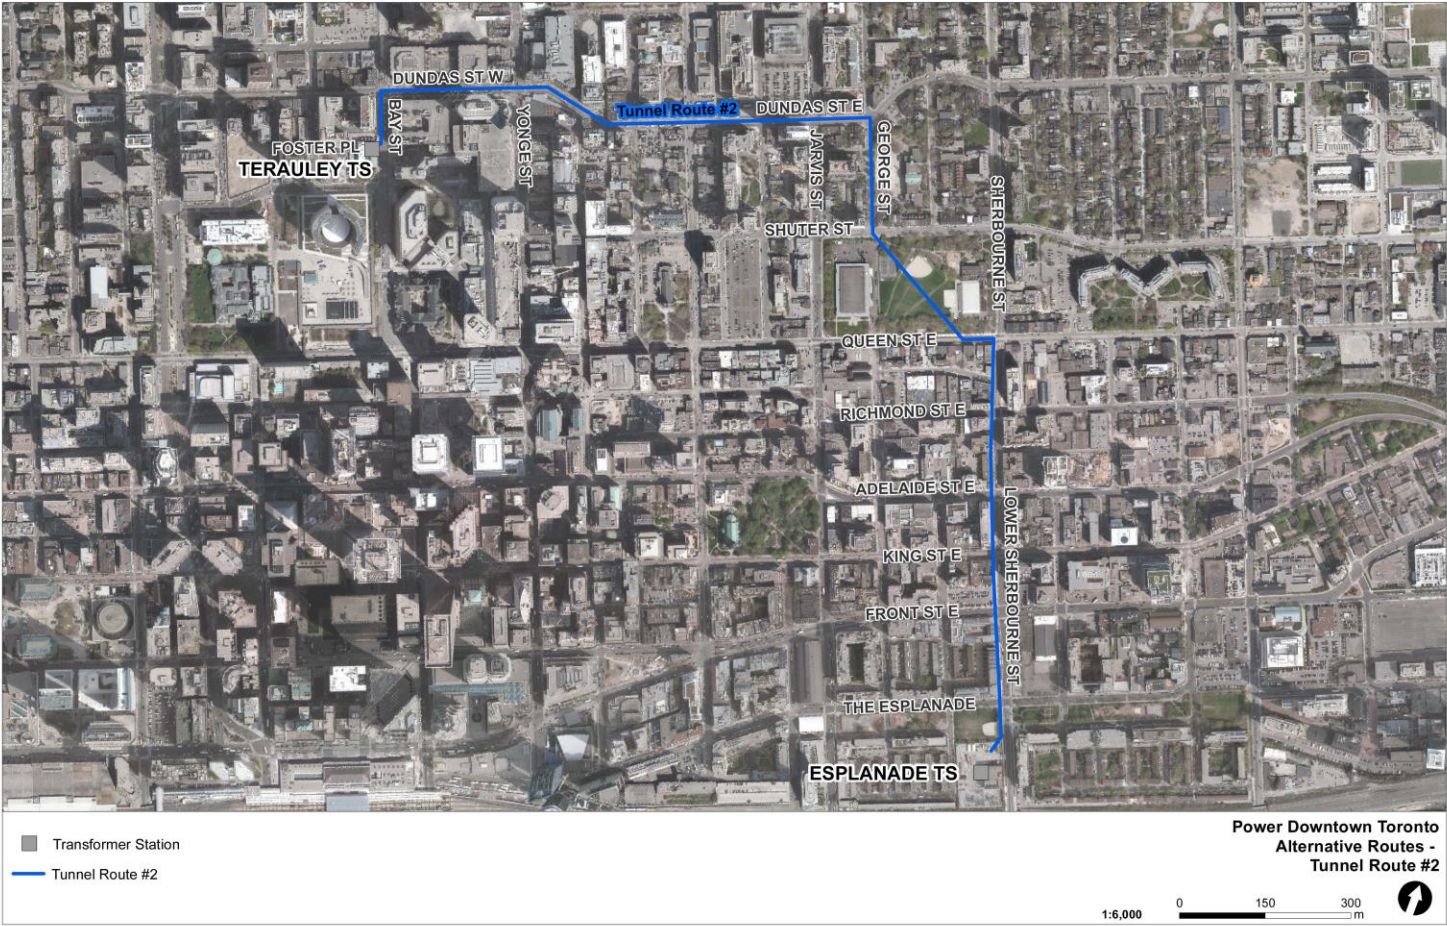 DUNDAS ST W
Tunnel Route #2
DUNDAS ST E
BAY ST
YONGE ST
JARVIS ST
GEORGE ST
FOSTER PL
TERAULEY TS
SHERBOURNE ST
SHUTER ST
QUEEN ST E
RICHMOND ST E
ADELAIDE ST E
LOWER SHERBOURNE ST
KING ST E
FRONT ST E
THE ESPLANADE
ESPLANADE TS
Transformer Station
Tunnel Route #2
Power Downtown Toronto
Alternative Routes -
Tunnel Route #2
1:6,000
0 150 300
m